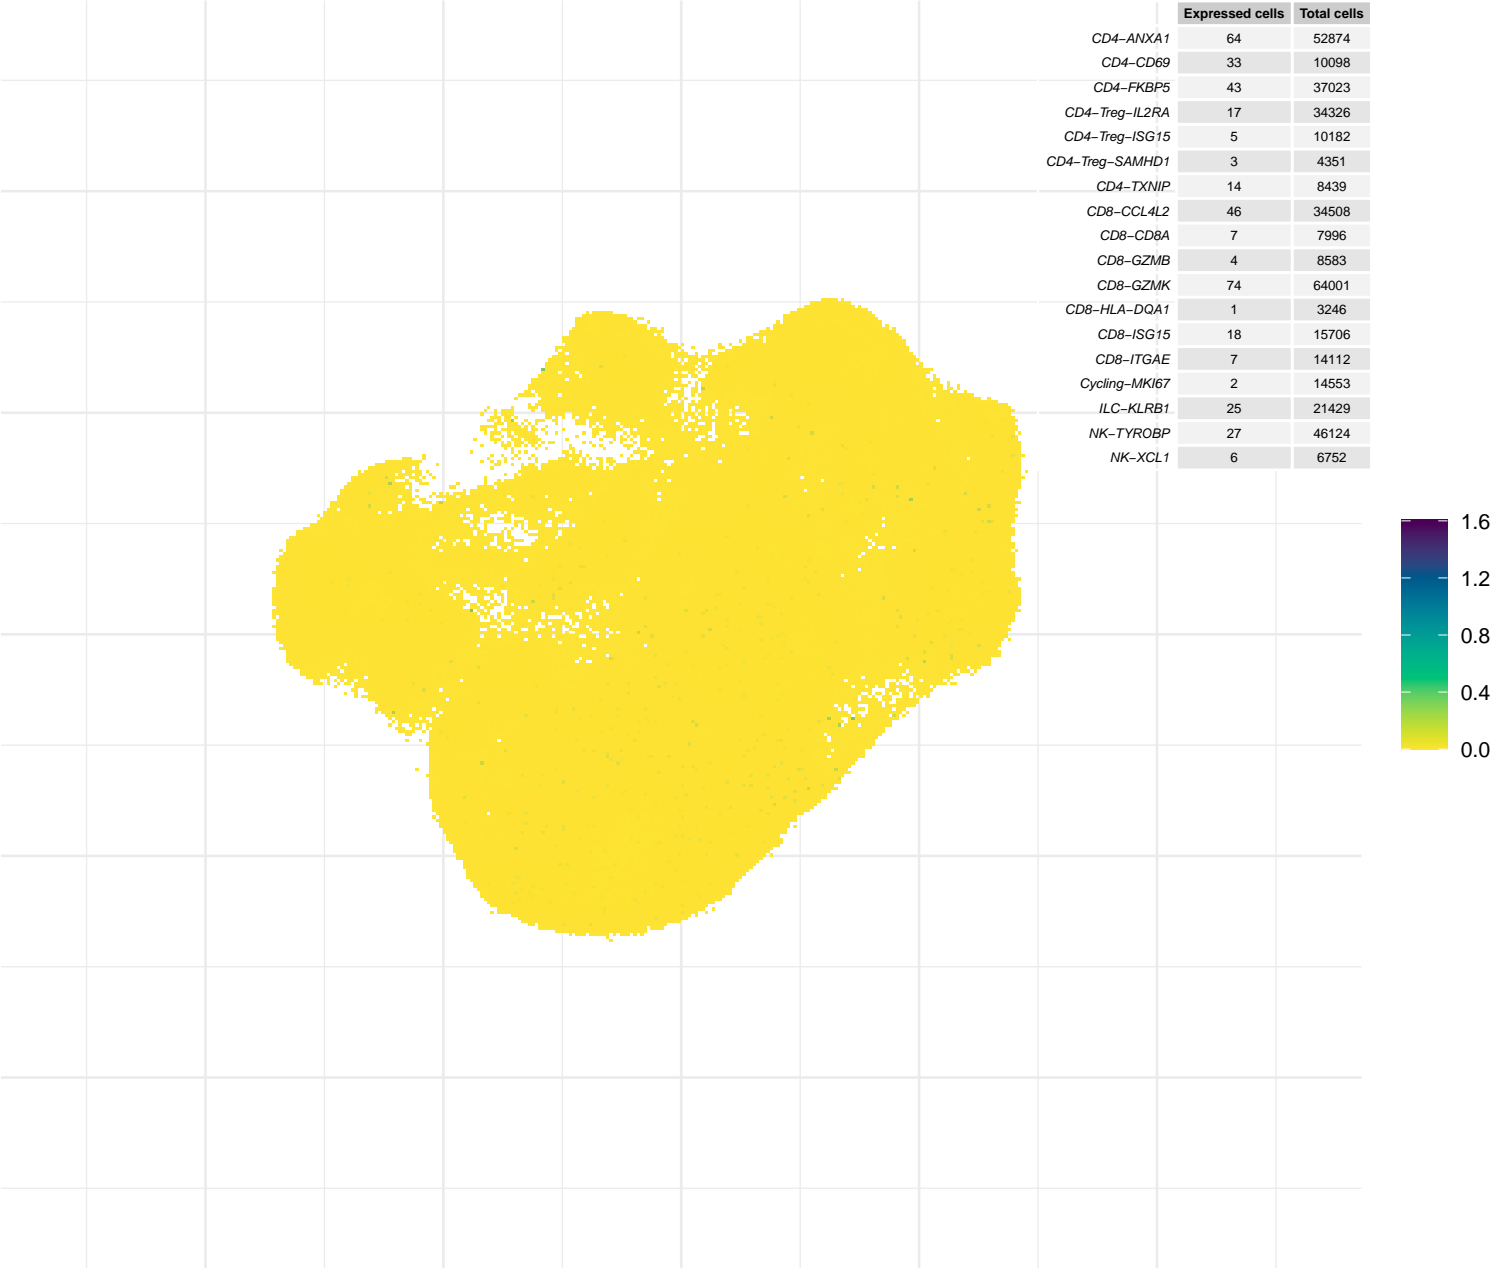 Expressed cells Total cells
CD4−ANXA1 64 52874
CD4−CD69 33 10098
CD4−FKBP5 43 37023
CD4−Treg−IL2RA 17 34326
CD4−Treg−ISG15 5 10182
CD4−Treg−SAMHD1 3 4351
CD4−TXNIP 14 8439
CD8−CCL4L2 46 34508
CD8−CD8A 7 7996
CD8−GZMB 4 8583
CD8−GZMK 74 64001
CD8−HLA−DQA1 1 3246
CD8−ISG15 18 15706
CD8−ITGAE 7 14112
Cycling−MKI67 2 14553
ILC−KLRB1 25 21429
NK−TYROBP 27 46124
NK−XCL1 6 6752
1.6
1.2
0.8
0.4
0.0